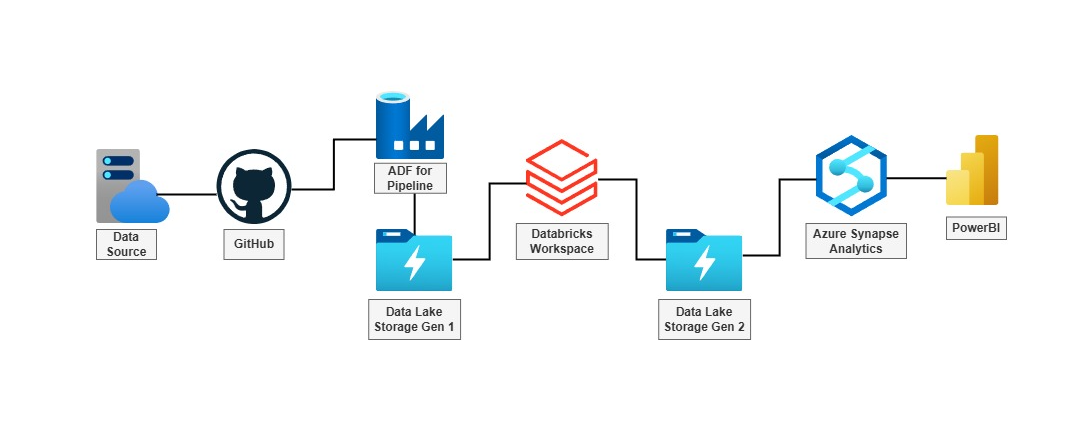 Data
Source
GitHub
ADF for
Pipeline
Data Lake
Storage Gen 1
Databricks
Workspace
Data Lake
Storage Gen 2
Azure Synapse
Analytics
PowerBI